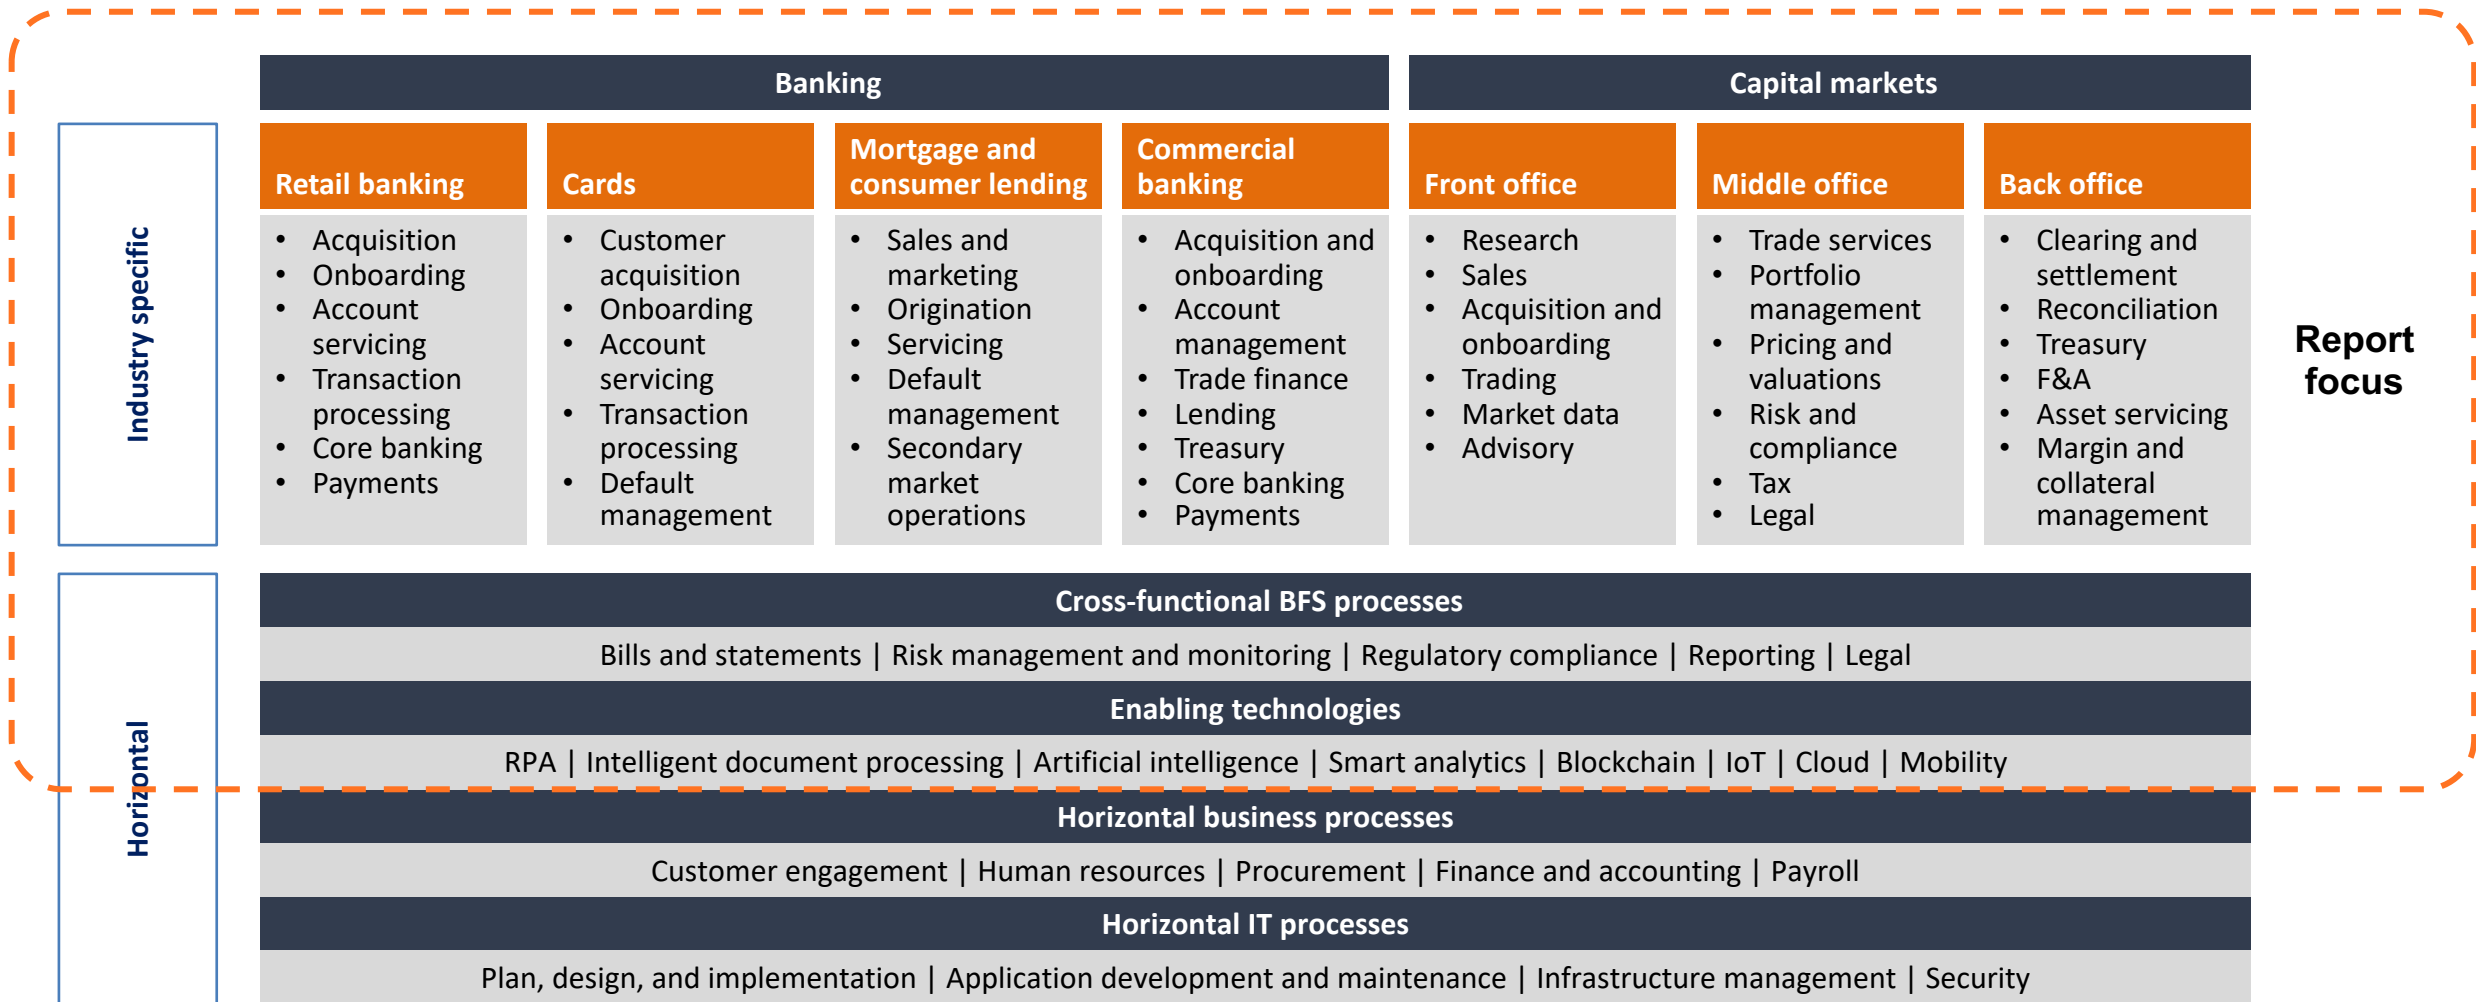 Banking
Capital markets
Industry specific
Retail banking
• Acquisition
• Onboarding
• Account
servicing
• Transaction
processing
• Core banking
• Payments
Cards
• Customer
acquisition
• Onboarding
• Account
servicing
• Transaction
processing
• Default
management
Mortgage and
consumer lending
• Sales and
marketing
• Origination
• Servicing
• Default
management
• Secondary
market
operations
Commercial
banking
• Acquisition and
onboarding
• Account
management
• Trade finance
• Lending
• Treasury
• Core banking
• Payments
Front office
• Research
• Sales
• Acquisition and
onboarding
• Trading
• Market data
• Advisory
Middle office
• Trade services
• Portfolio
management
• Pricing and
valuations
• Risk and
compliance
• Tax
• Legal
Back office
• Clearing and
settlement
• Reconciliation
• Treasury
• F&A
• Asset servicing
• Margin and
collateral
management
Report
focus
Horizontal
Cross-functional BFS processes
Bills and statements | Risk management and monitoring | Regulatory compliance | Reporting | Legal
Enabling technologies
RPA | Intelligent document processing | Artificial intelligence | Smart analytics | Blockchain | IoT | Cloud | Mobility
Horizontal business processes
Customer engagement | Human resources | Procurement | Finance and accounting | Payroll
Horizontal IT processes
Plan, design, and implementation | Application development and maintenance | Infrastructure management | Security